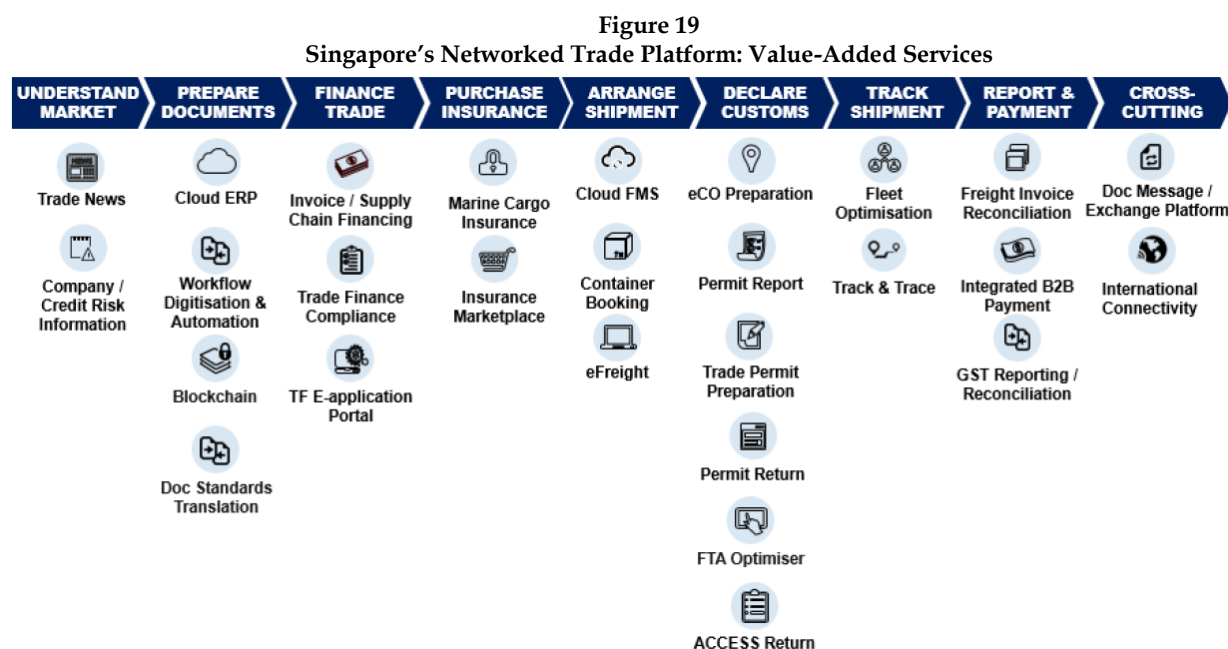 Figure 19
Singapore's Networked Trade Platform: Value-Added Services
UNDERSTAND
MARKET
PREPARE
DOCUMENTS
FINANCE
TRADE
PURCHASE
INSURANCE
ARRANGE
SHIPMENT
DECLARE
CUSTOMS
TRACK
SHIPMENT
REPORT &
PAYMENT
CROSS-
CUTTING
NEWS
Trade News
Company /
Credit Risk
Information
Cloud ERP
Workflow
Digitisation &
Automation
Blockchain
Doc Standards
Translation
Invoice / Supply
Chain Financing
Trade Finance
Compliance
TF E-application
Portal
Marine Cargo
Insurance
Insurance
Marketplace
Cloud FMS
Container
Booking
eFreight
eCO Preparation
Permit Report
Trade Permit
Preparation
Permit Return
FTA Optimiser
ACCESS Return
Fleet
Optimisation
Track & Trace
Freight Invoice
Reconciliation
Integrated B2B
Payment
GST Reporting /
Reconciliation
Doc Message /
Exchange Platform
International
Connectivity